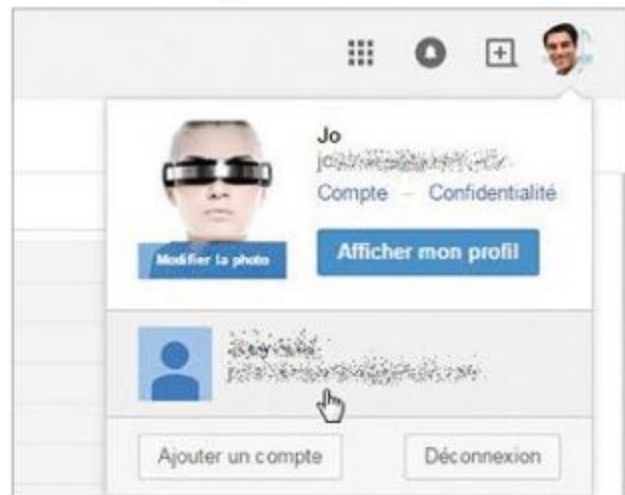 Jo
Compte – Confidentialité
Modifier la photo
Afficher mon profil
Ajouter un compte
Déconnexion